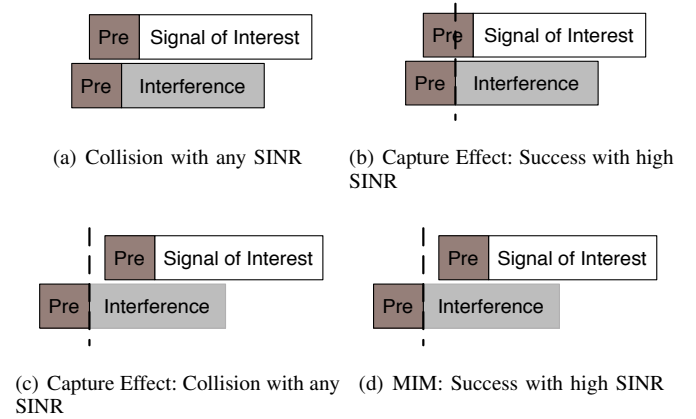 Pre Signal of Interest
Pre Interference
(a) Collision with any SINR
Pre Signal of Interest
Pre Interference
(b) Capture Effect: Success with high
SINR
Pre Signal of Interest
Pre Interference
(c) Capture Effect: Collision with any
SINR
Pre Signal of Interest
Pre Interference
(d) MIM: Success with high SINR